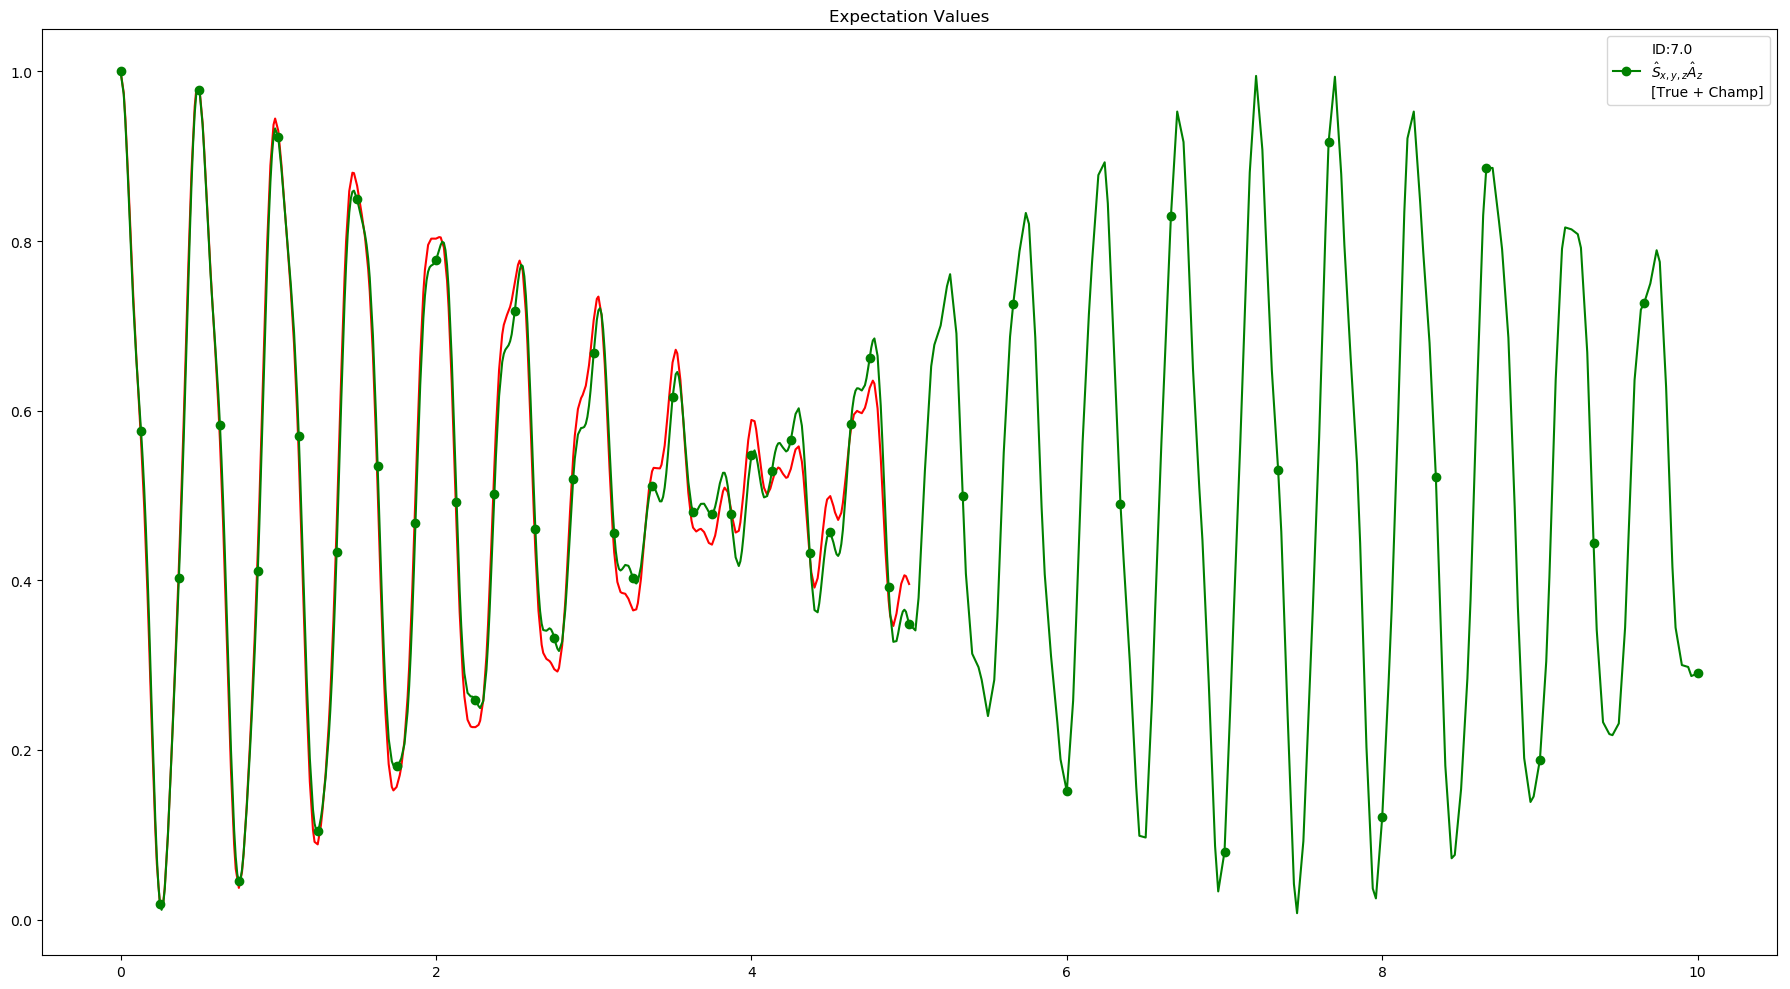 Expectation Values
ID:7.0
$\hat{S}_{x,y,z}\hat{A}_z$
[True + Champ]
1.0
0.8
0.6
0.4
0.2
0.0
0 2 4 6 8 10